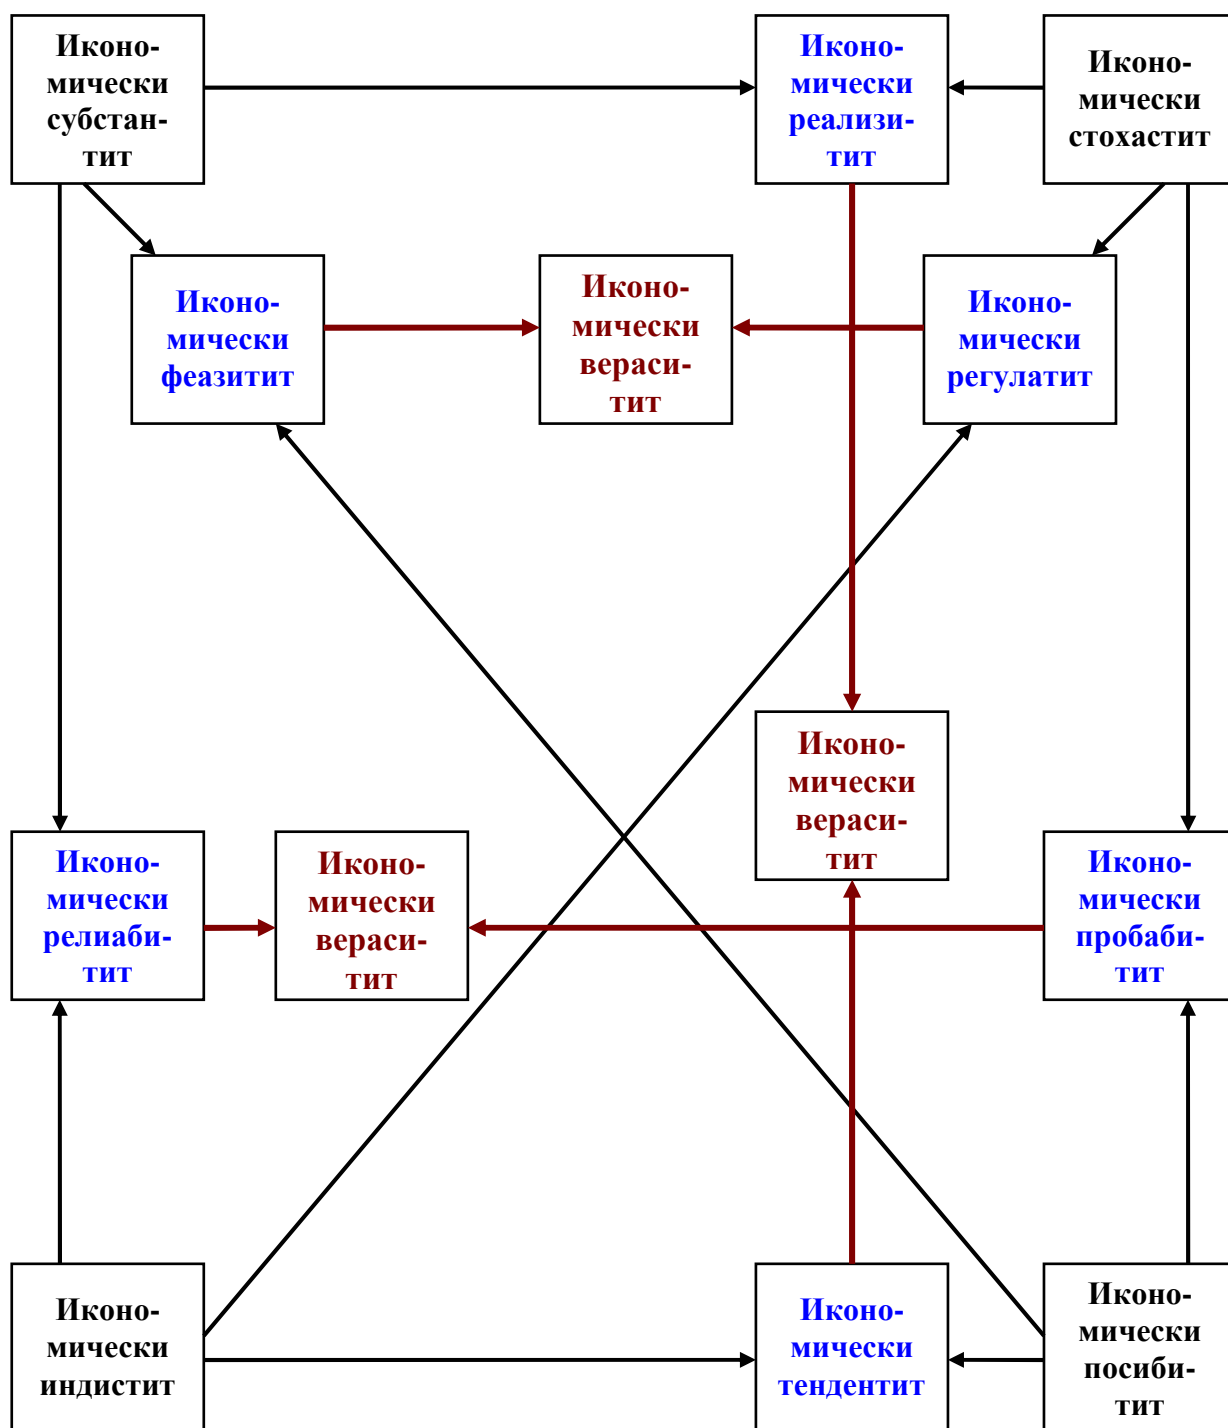 Иконо-
мически
субстан-
тит
Иконо-
мически
реализи-
тит
Иконо-
мически
стохастит
Иконо-
мически
феазитит
Иконо-
мически
вераси-
тит
Иконо-
мически
регулатит
Иконо-
мически
вераси-
тит
Иконо-
мически
релиаби-
тит
Иконо-
мически
вераси-
тит
Иконо-
мически
пробаби-
тит
Иконо-
мически
индистит
Иконо-
мически
тендентит
Иконо-
мически
посиби-
тит